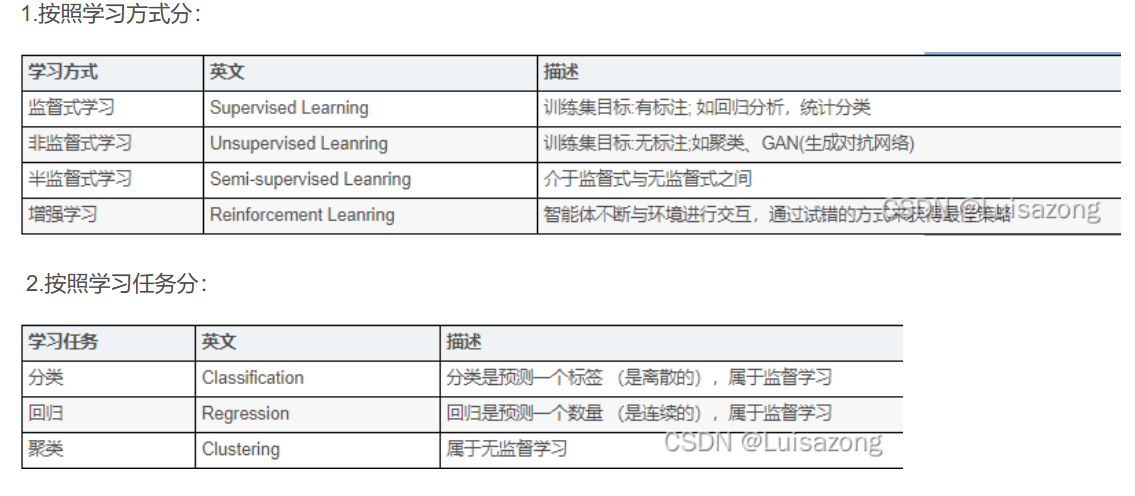 1.按照学习方式分：
学习方式 英文 描述
监督式学习 Supervised Learning 训练集目标:有标注; 如回归分析，统计分类
非监督式学习 Unsupervised Leanring 训练集目标:无标注;如聚类、GAN(生成对抗网络)
半监督式学习 Semi-supervised Leanring 介于监督式与无监督式之间
增强学习 Reinforcement Leanring 智能体不断与环境进行交互，通过试错的方式来获得最佳策略
CSDN @Luisazong
2.按照学习任务分：
学习任务 英文 描述
分类 Classification 分类是预测一个标签 （是离散的），属于监督学习
回归 Regression 回归是预测一个数量 （是连续的），属于监督学习
聚类 Clustering 属于无监督学习
CSDN @Luisazong